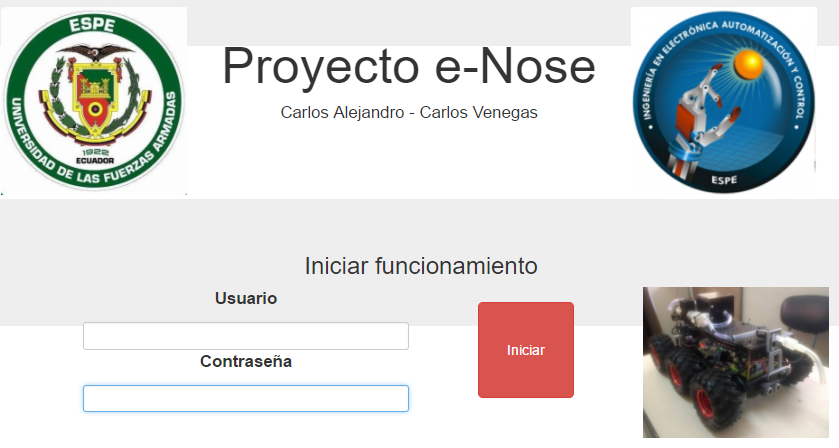 ESPE
UNIVERSIDAD DE LAS FUERZAS ARMADAS
1922
ECUADOR
Proyecto e-Nose
Carlos Alejandro - Carlos Venegas
• INGENIERÍA EN ELECTRÓNICA AUTOMATIZACIÓN Y CONTROL •
ESPE
Iniciar funcionamiento
Usuario
Contraseña
Iniciar